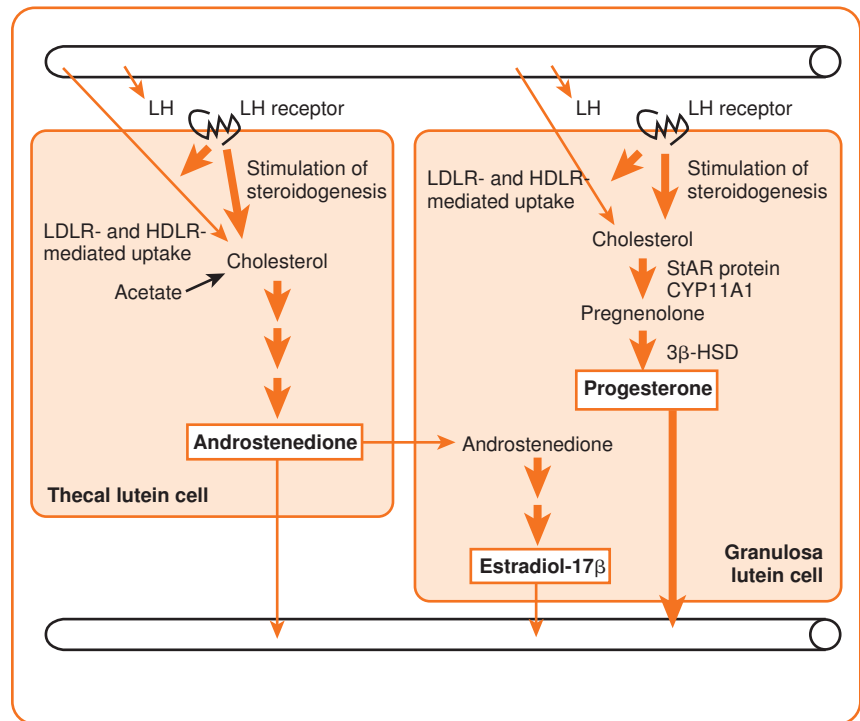 LH
LH receptor
Stimulation of
steroidogenesis
LDLR- and HDLR-
mediated uptake
Cholesterol
Acetate
Androstenedione
Thecal lutein cell
LH
LH receptor
LDLR- and HDLR-
mediated uptake
Stimulation of
steroidogenesis
Cholesterol
StAR protein
CYP11A1
Pregnenolone
3β-HSD
Progesterone
Androstenedione
Estradiol-17β
Granulosa
lutein cell